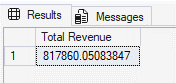 Results Messages
Total Revenue
1 817860.05083847